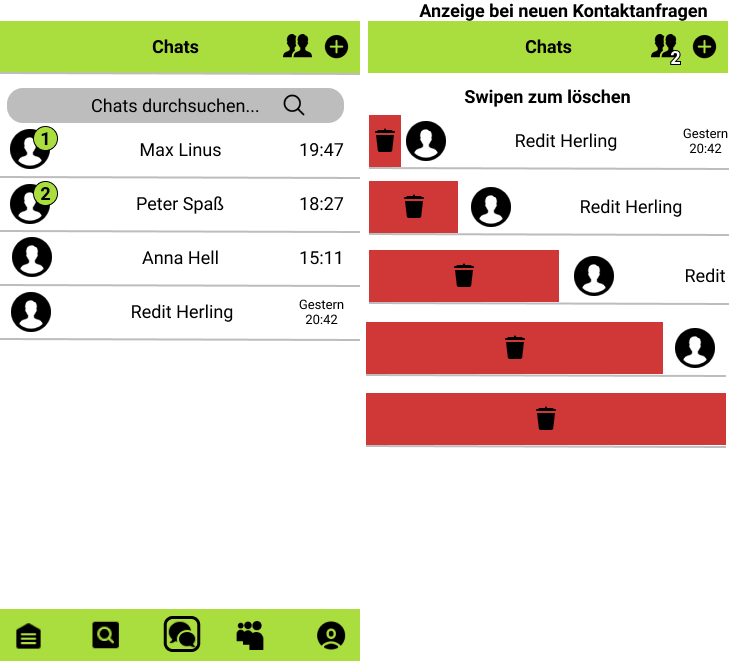 Anzeige bei neuen Kontaktanfragen
Chats
Chats durchsuchen...
1
Max Linus 19:47
2
Peter Spaß 18:27
Anna Hell 15:11
Redit Herling Gestern
20:42
Chats
2
Swipen zum löschen
Redit Herling Gestern
20:42
Redit Herling
Redit